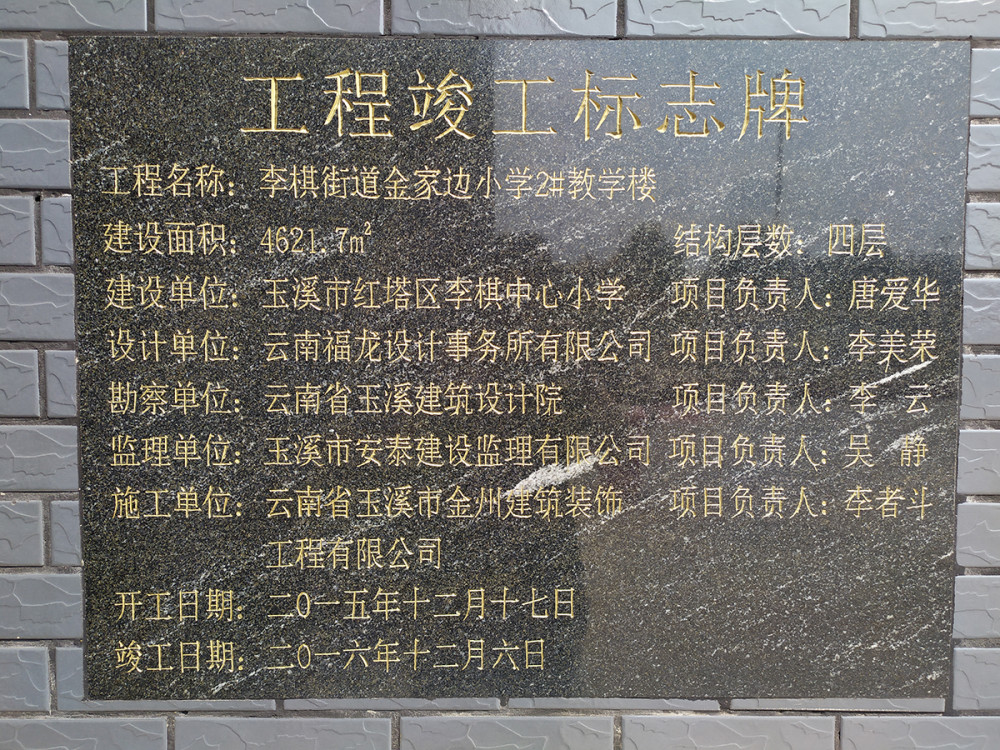 工程竣工标志牌
工程名称：李棋街道金家边小学2#教学楼
建设面积：4621.7㎡ 结构层数：四层
建设单位：玉溪市红塔区李棋中心小学 项目负责人：唐爱华
设计单位：云南福龙设计事务所有限公司 项目负责人：李美荣
勘察单位：云南省玉溪建筑设计院 项目负责人：李 云
监理单位：玉溪市安泰建设监理有限公司 项目负责人：吴 静
施工单位：云南省玉溪市金州建筑装饰 项目负责人：李者斗
工程有限公司
开工日期：二0一五年十二月十七日
竣工日期：二0一六年十二月六日